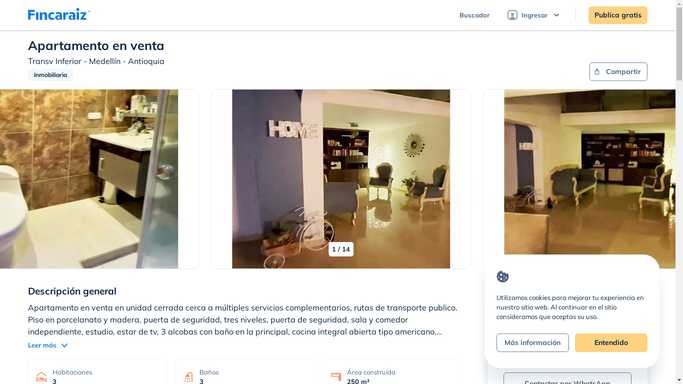 Fincaraiz
Buscador
Ingresar
Publica gratis
Apartamento en venta
Transv Inferior - Medellín - Antioquia
Inmobiliaria
Compartir
HOME
1 / 14
Descripción general
Apartamento en venta en unidad cerrada cerca a múltiples servicios complementarios, rutas de transporte publico.
Piso en porcelanato y madera, puerta de seguridad, tres niveles, puerta de seguridad, sala y comedor
independiente, estudio, estar de tv, 3 alcobas con baño en la principal, cocina integral abierta tipo americano,...
Leer más
Habitaciones
3
Baños
3
Área construida
250 m²
Utilizamos cookies para mejorar tu experiencia en
nuestro sitio web. Al continuar en el sitio
consideramos que aceptas su uso.
Más información
Entendido
Contactar por WhatsApp